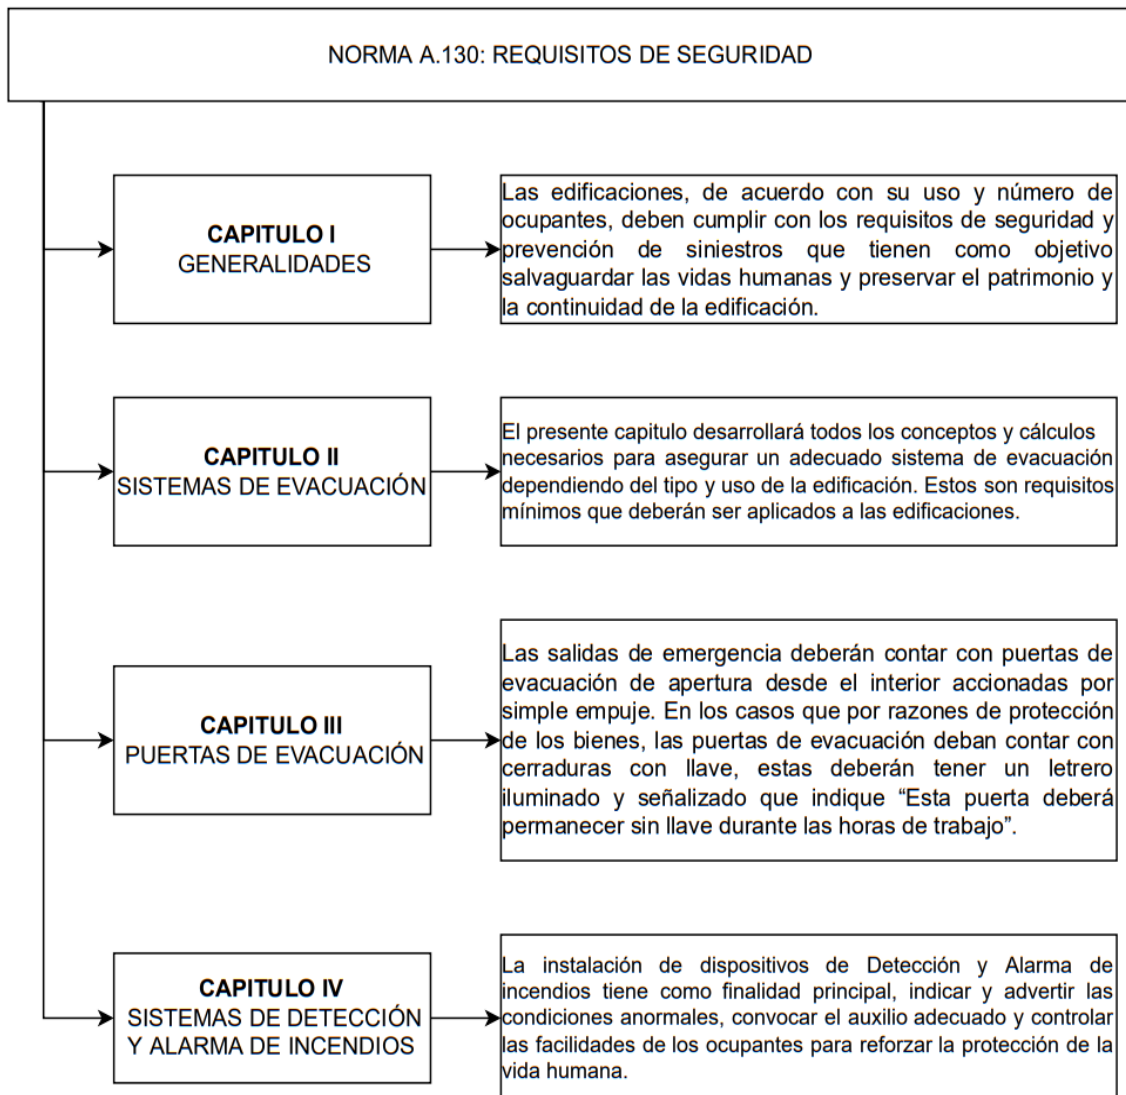 NORMA A.130: REQUISITOS DE SEGURIDAD
CAPITULO I
GENERALIDADES
Las edificaciones, de acuerdo con su uso y número de
ocupantes, deben cumplir con los requisitos de seguridad y
prevención de siniestros que tienen como objetivo
salvaguardar las vidas humanas y preservar el patrimonio y
la continuidad de la edificación.
CAPITULO II
SISTEMAS DE EVACUACIÓN
El presente capitulo desarrollará todos los conceptos y cálculos
necesarios para asegurar un adecuado sistema de evacuación
dependiendo del tipo y uso de la edificación. Estos son requisitos
mínimos que deberán ser aplicados a las edificaciones.
CAPITULO III
PUERTAS DE EVACUACIÓN
Las salidas de emergencia deberán contar con puertas de
evacuación de apertura desde el interior accionadas por
simple empuje. En los casos que por razones de protección
de los bienes, las puertas de evacuación deban contar con
cerraduras con llave, estas deberán tener un letrero
iluminado y señalizado que indique “Esta puerta deberá
permanecer sin llave durante las horas de trabajo”.
CAPITULO IV
SISTEMAS DE DETECCIÓN
Y ALARMA DE INCENDIOS
La instalación de dispositivos de Detección y Alarma de
incendios tiene como finalidad principal, indicar y advertir las
condiciones anormales, convocar el auxilio adecuado y controlar
las facilidades de los ocupantes para reforzar la protección de la
vida humana.